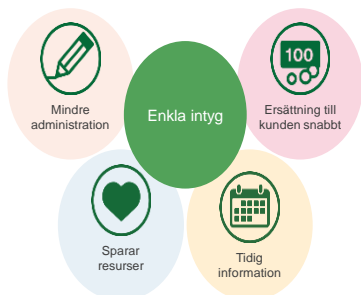 Mindre
administration
Enkla intyg
100
Ersättning till
kunden snabbt
Sparar
resurser
Tidig
information